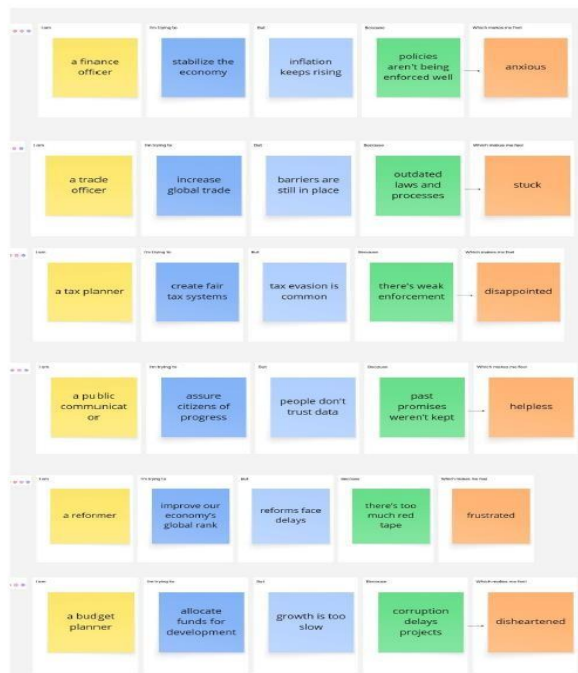 I am
I'm trying to
But
Because
Which makes me feel
a finance
officer
stabilize the
economy
inflation
keeps rising
policies
aren't being
enforced well
anxious
I am
I'm trying to
But
Because
Which makes me feel
a trade
officer
increase
global trade
barriers are
still in place
outdated
laws and
processes
stuck
I am
I'm trying to
But
Because
Which makes me feel
a tax planner
create fair
tax systems
tax evasion is
common
there's weak
enforcement
disappointed
I am
I'm trying to
But
Because
Which makes me feel
a public
communicat
or
assure
citizens of
progress
people don't
trust data
past
promises
weren't kept
helpless
I am
I'm trying to
But
Because
Which makes me feel
a reformer
improve our
economy's
global rank
reforms face
delays
there's too
much red
tape
frustrated
I am
I'm trying to
But
Because
Which makes me feel
a budget
planner
allocate
funds for
development
growth is too
slow
corruption
delays
projects
disheartened